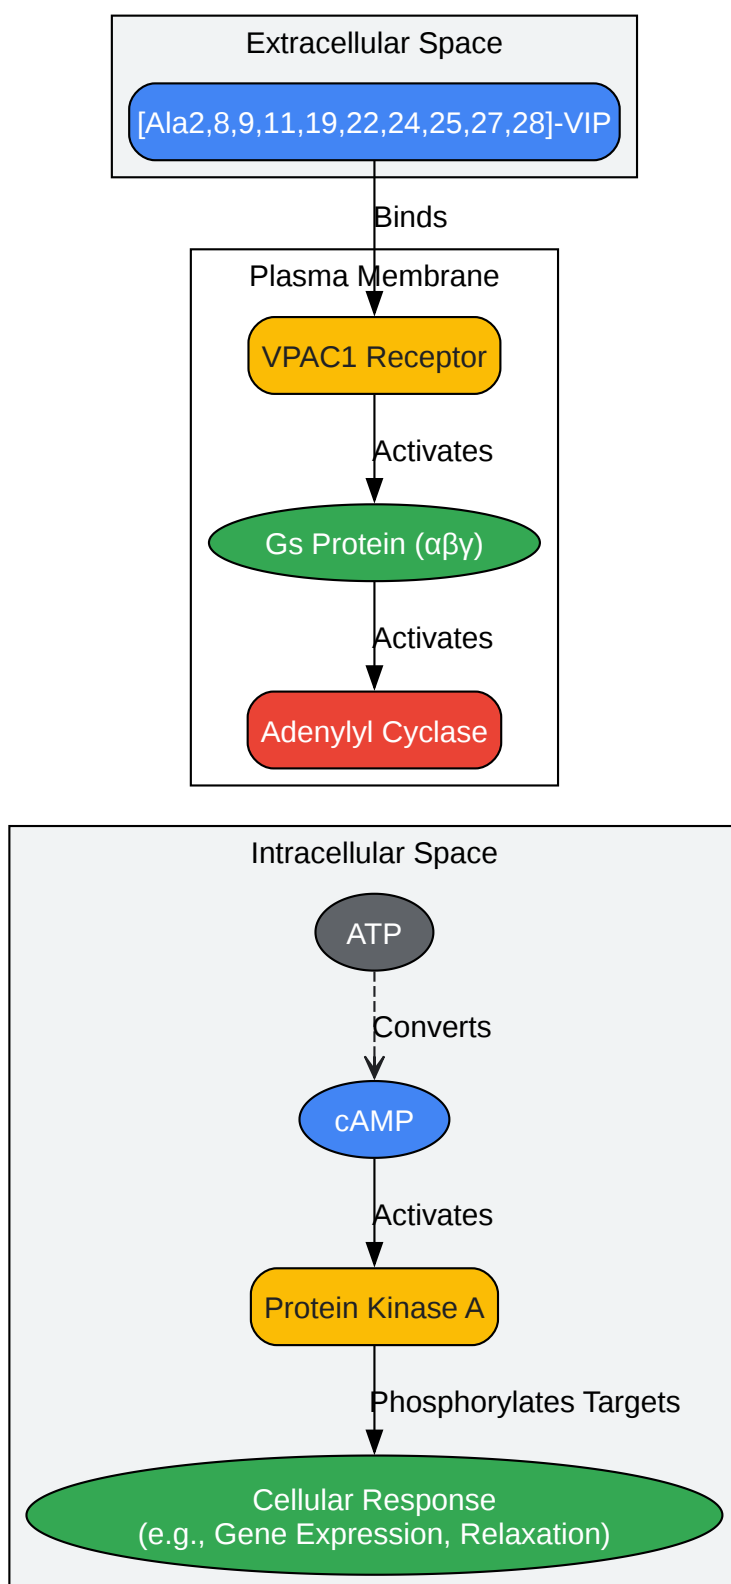 Extracellular Space
[Ala2,8,9,11,19,22,24,25,27,28]-VIP
Binds
Plasma Membrane
VPAC1 Receptor
Activates
Gs Protein (αβγ)
Activates
Adenylyl Cyclase
Intracellular Space
ATP
Converts
cAMP
Activates
Protein Kinase A
Phosphorylates Targets
Cellular Response
(e.g., Gene Expression, Relaxation)